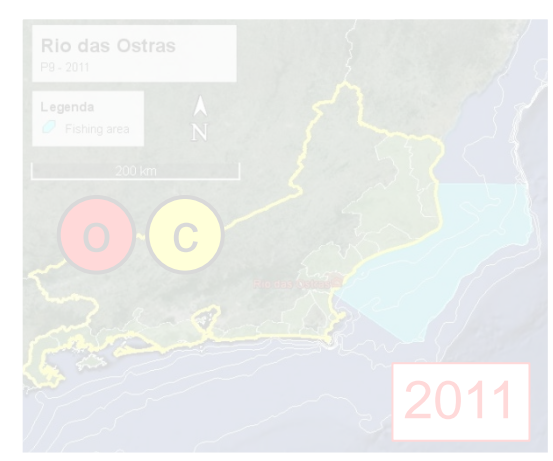 Rio das Ostras
P9 - 2011
Legenda
Fishing area
N
200 km
O
C
2011